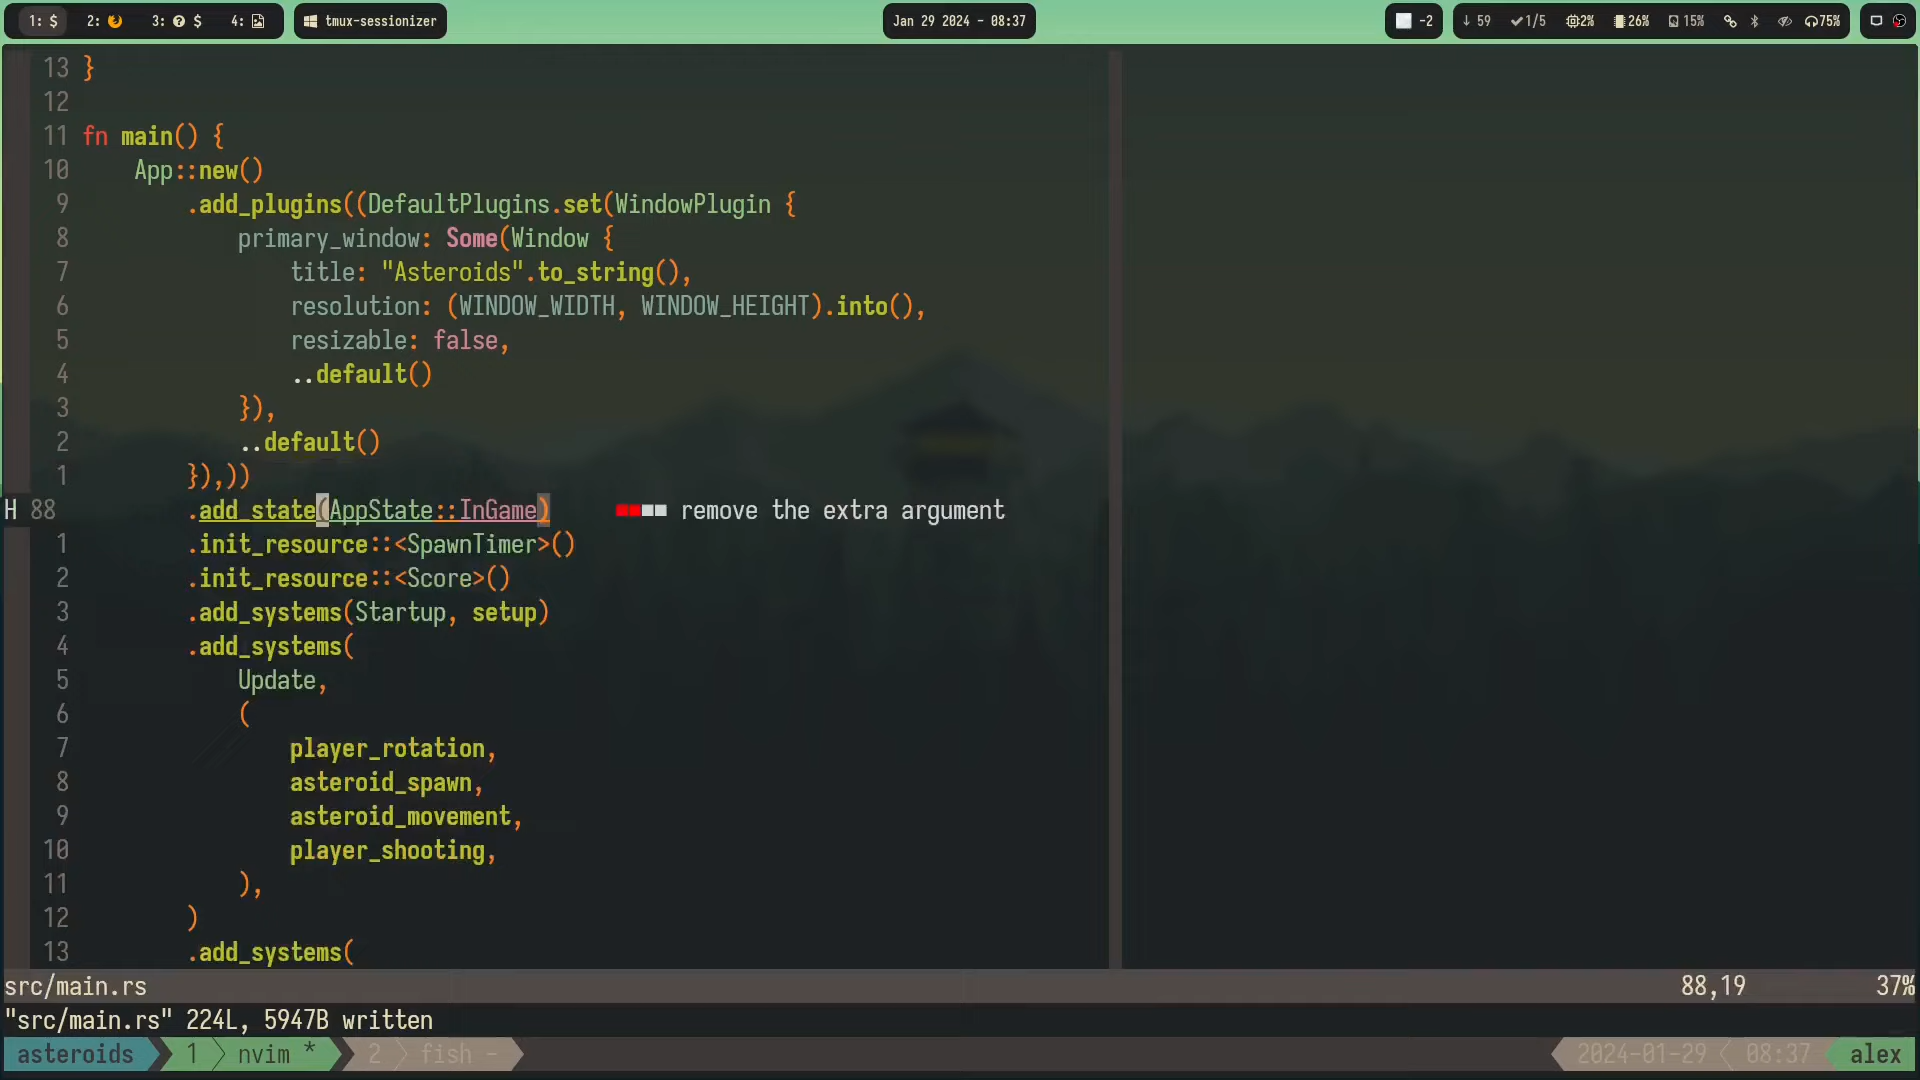 1: $ 2: 3: $ 4: tmux-sessionizer Jan 29 2024 - 08:37 -2 ↓ 59 ✓1/5 2% 26% 15% 75%
13 }
12
11 fn main() {
10 App::new()
9 .add_plugins((DefaultPlugins.set(WindowPlugin {
8 primary_window: Some(Window {
7 title: "Asteroids".to_string(),
6 resolution: (WINDOW_WIDTH, WINDOW_HEIGHT).into(),
5 resizable: false,
4 ..default()
3 }),
2 ..default()
1 }),))
H 88 .add_state(AppState::InGame) remove the extra argument
1 .init_resource::<SpawnTimer>()
2 .init_resource::<Score>()
3 .add_systems(Startup, setup)
4 .add_systems(
5 Update,
6 (
7 player_rotation,
8 asteroid_spawn,
9 asteroid_movement,
10 player_shooting,
11 ),
12 )
13 .add_systems(
src/main.rs 88,19 37%
"src/main.rs" 224L, 5947B written
asteroids 1 nvim * 2 fish - 2024-01-29 08:37 alex